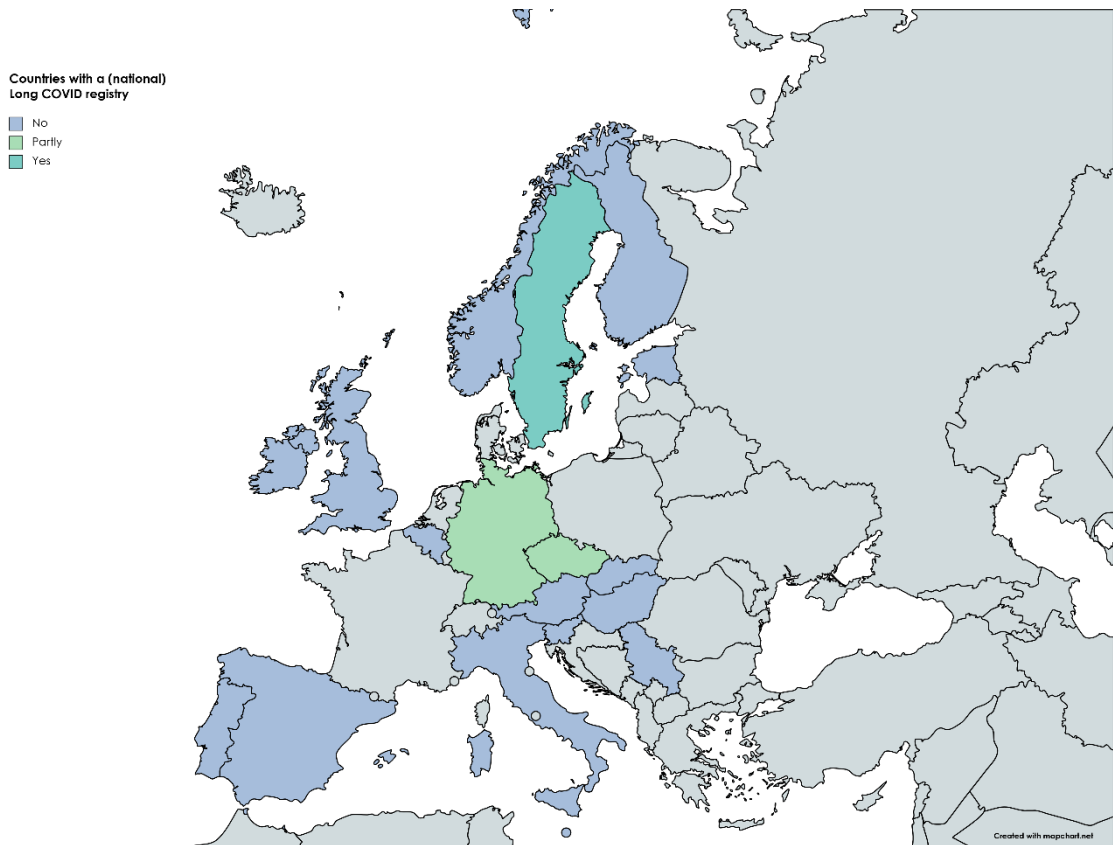 Countries with a (national)
Long COVID registry
No
Partly
Yes
Created with mapchart.net